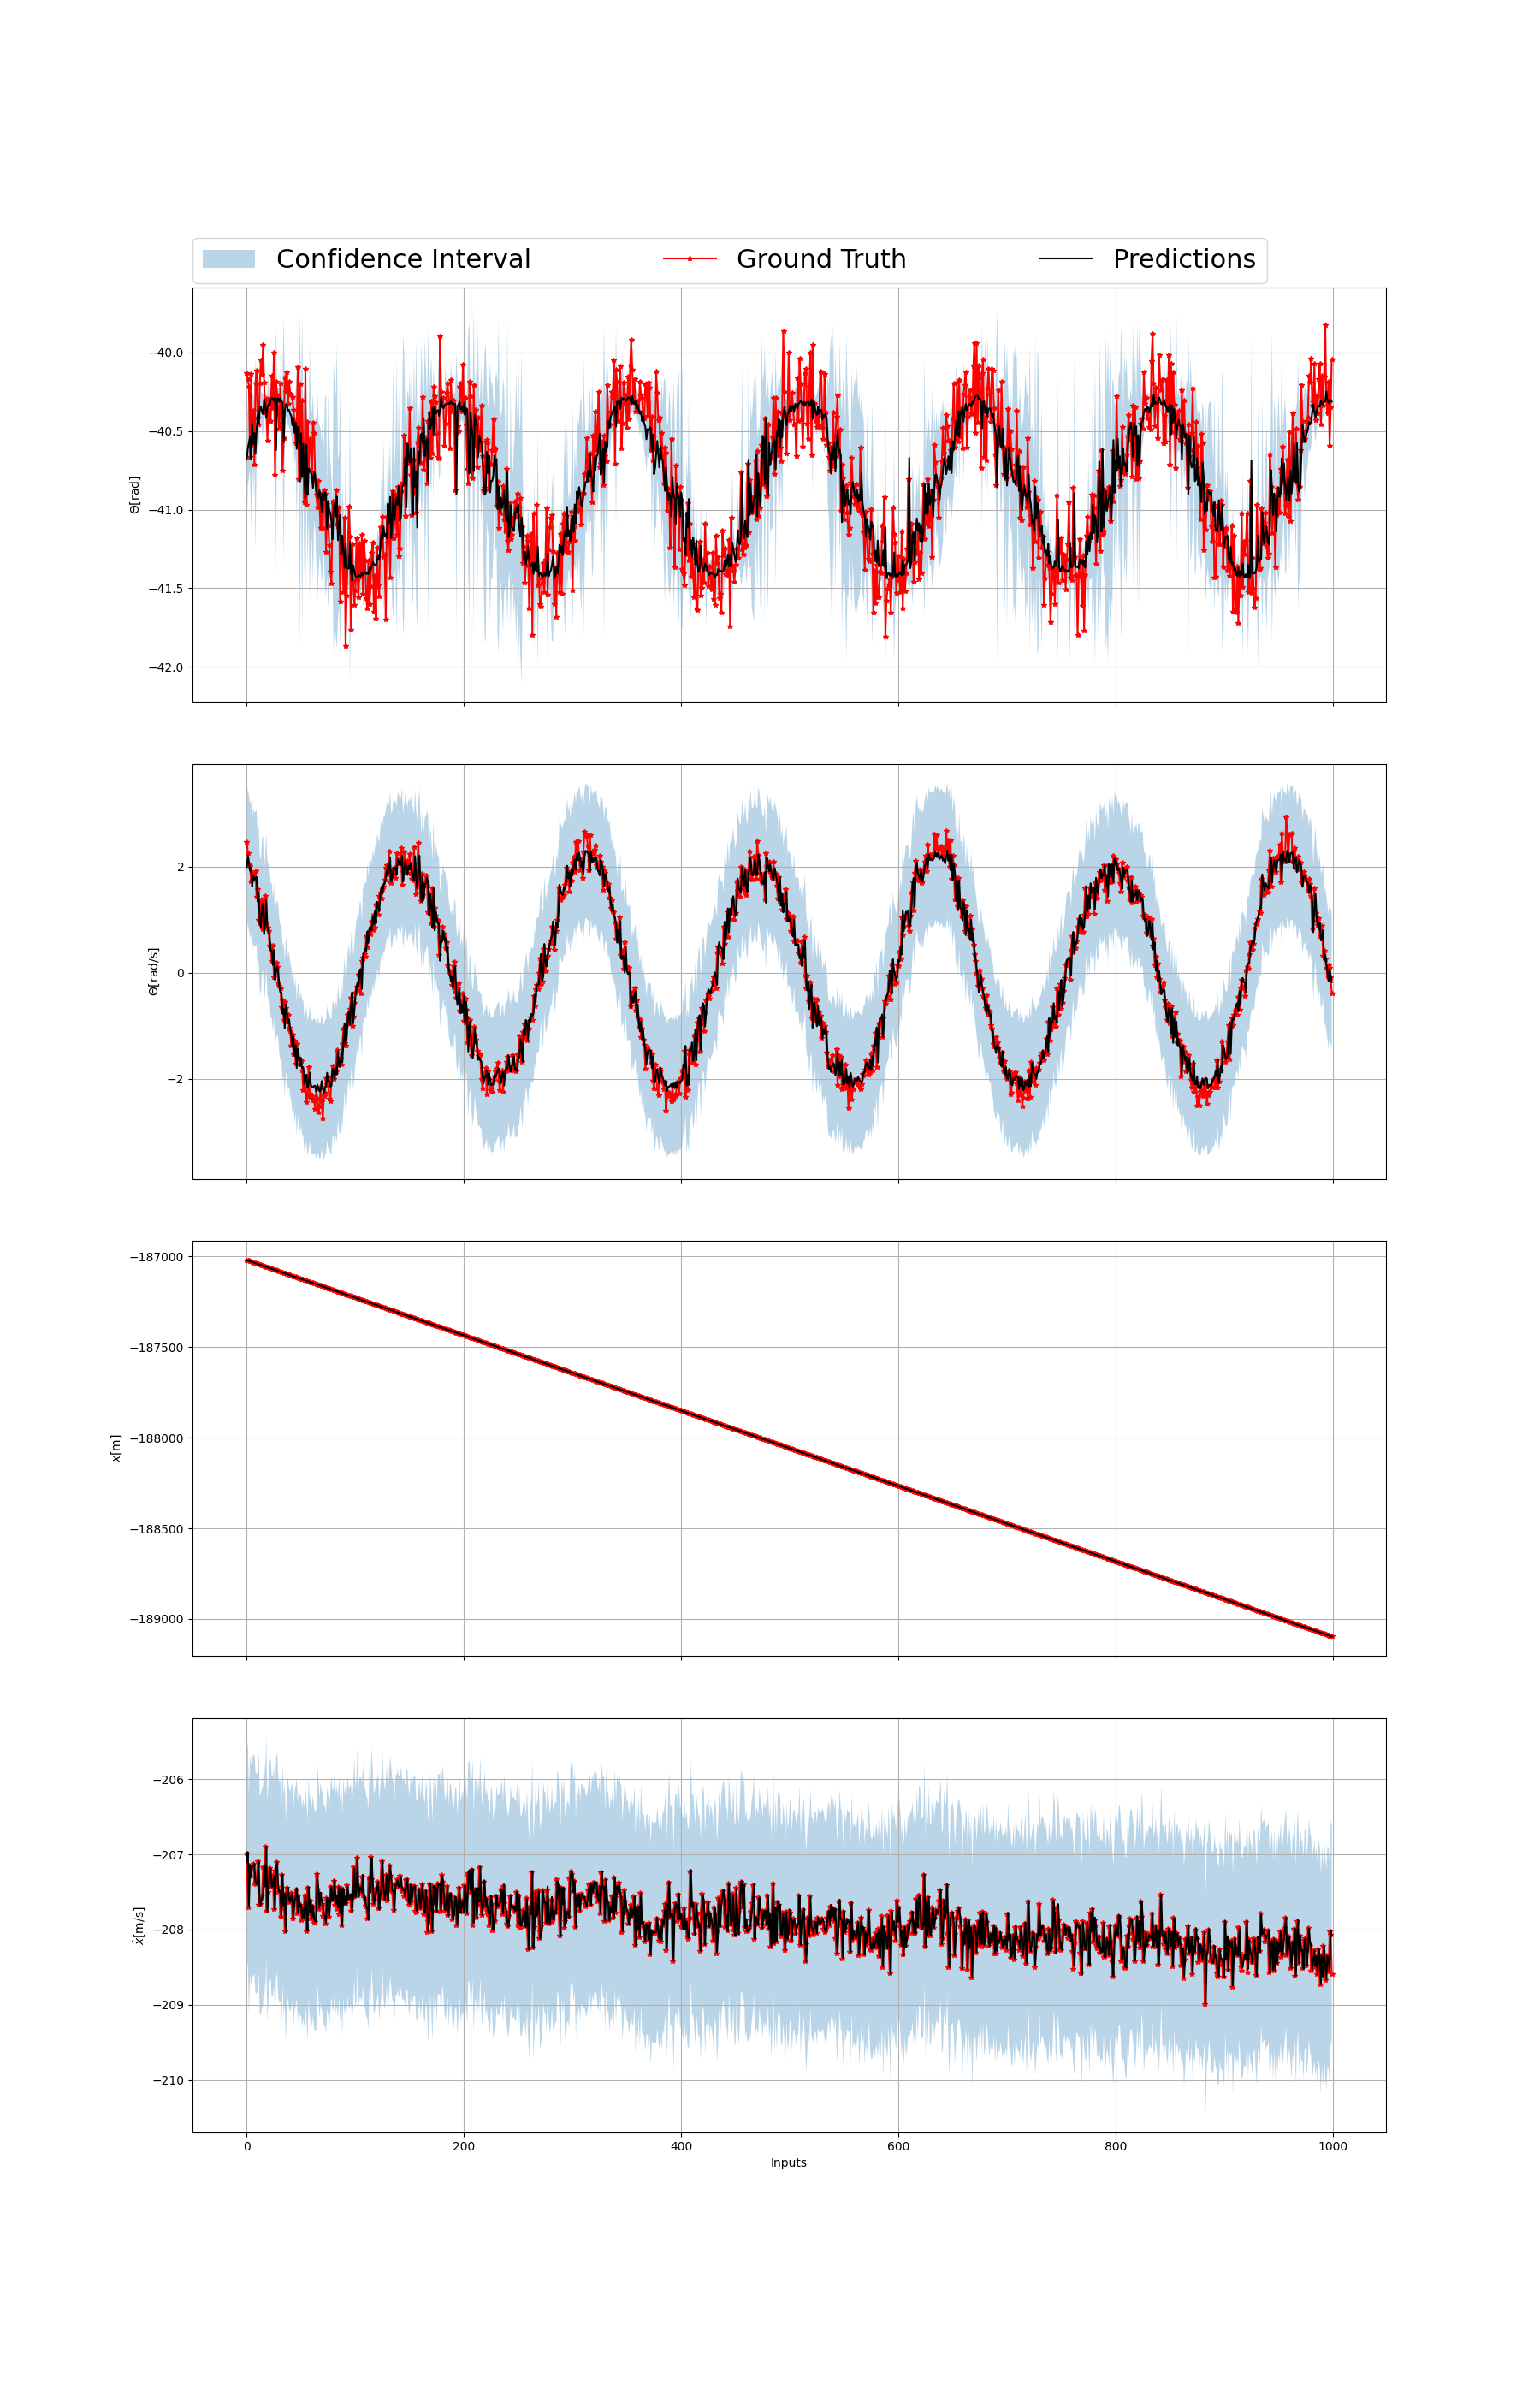 Confidence Interval Ground Truth Predictions
−40.0
−40.5
−41.0
−41.5
−42.0
Θ[rad]
2
0
−2
Θ̇[rad/s]
−187000
−187500
−188000
−188500
−189000
x[m]
−206
−207
−208
−209
−210
ẋ[m/s]
0 200 400 600 800 1000
Inputs